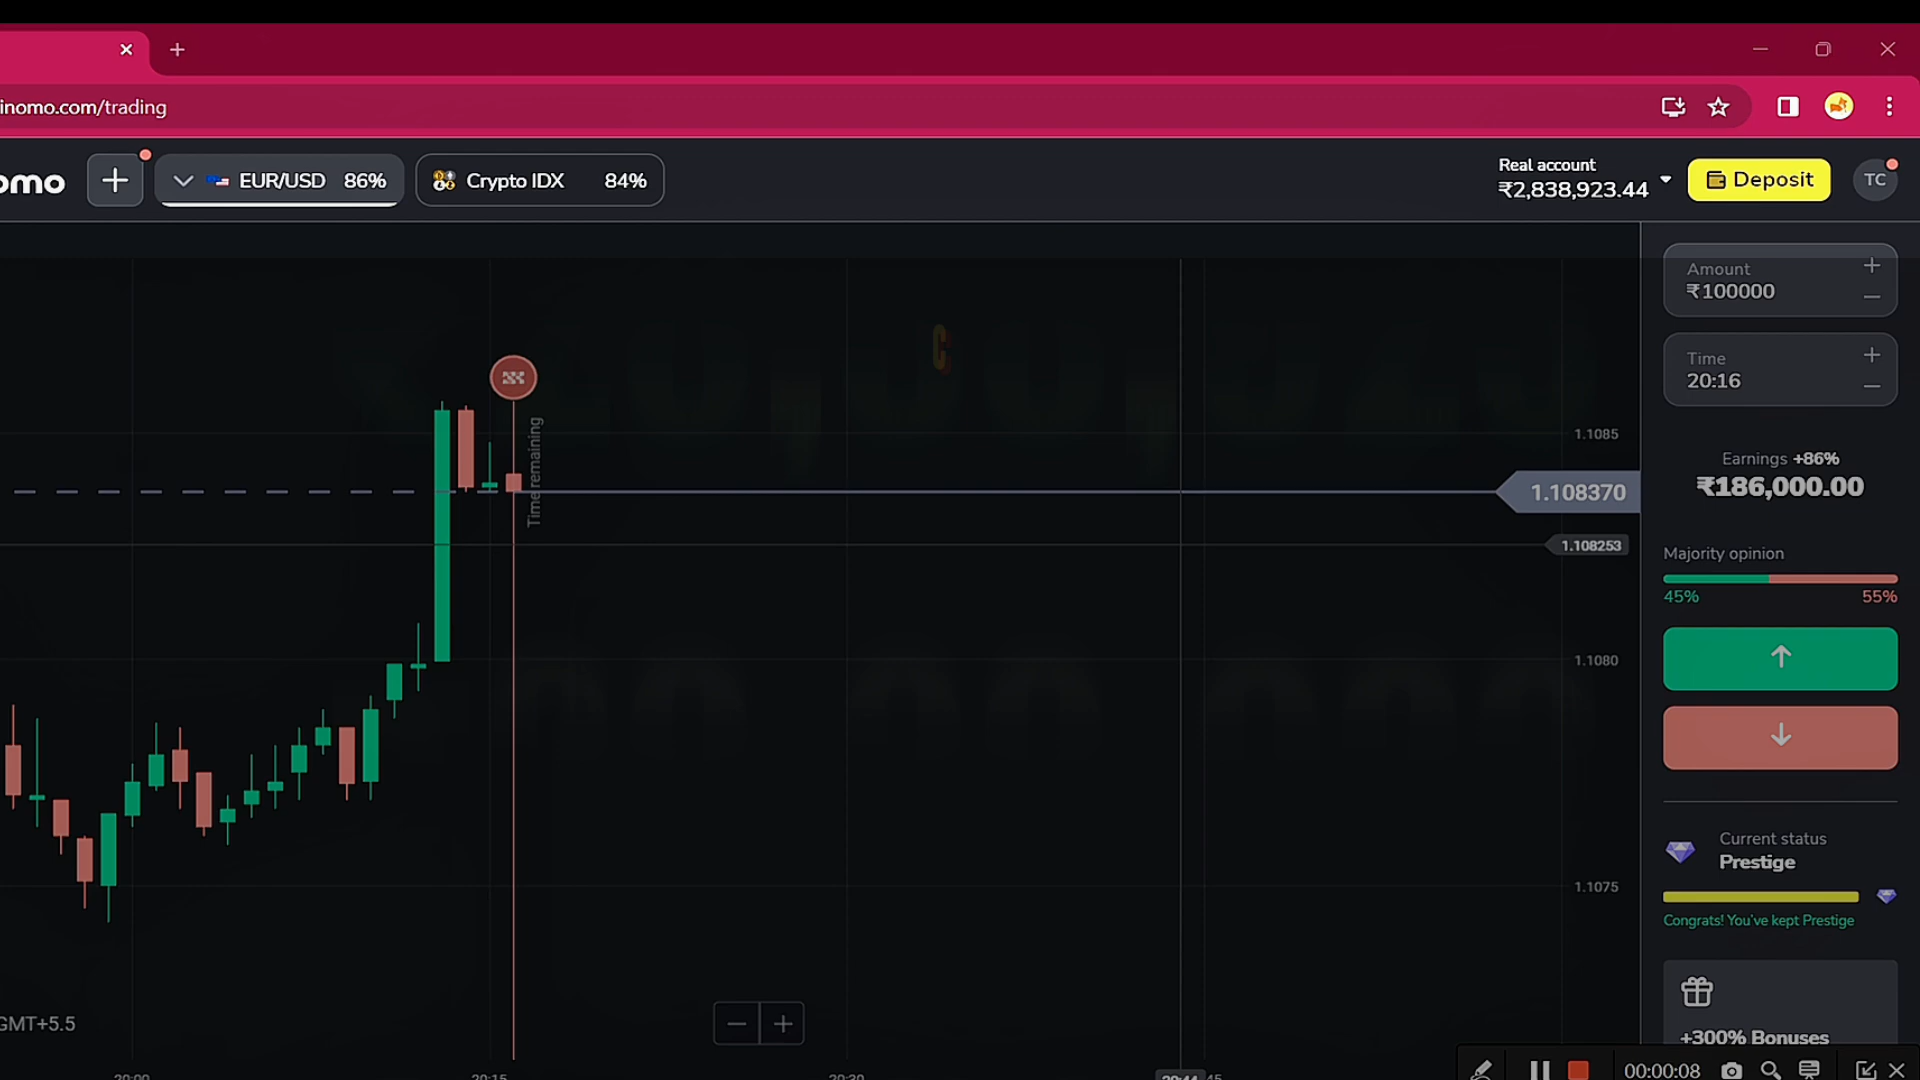 inomo.com/trading
omo
EUR/USD 86%
Crypto IDX 84%
Real account
₹2,838,923.44
Deposit
TC
Amount
₹100000
Time
20:16
Earnings +86%
₹186,000.00
Majority opinion
45% 55%
Time remaining
1.1085
1.108370
1.108253
1.1080
1.1075
Current status
Prestige
Congrats! You've kept Prestige
+300% Bonuses
GMT+5.5
20:00 20:15 20:30 20:44 :45
00:00:08